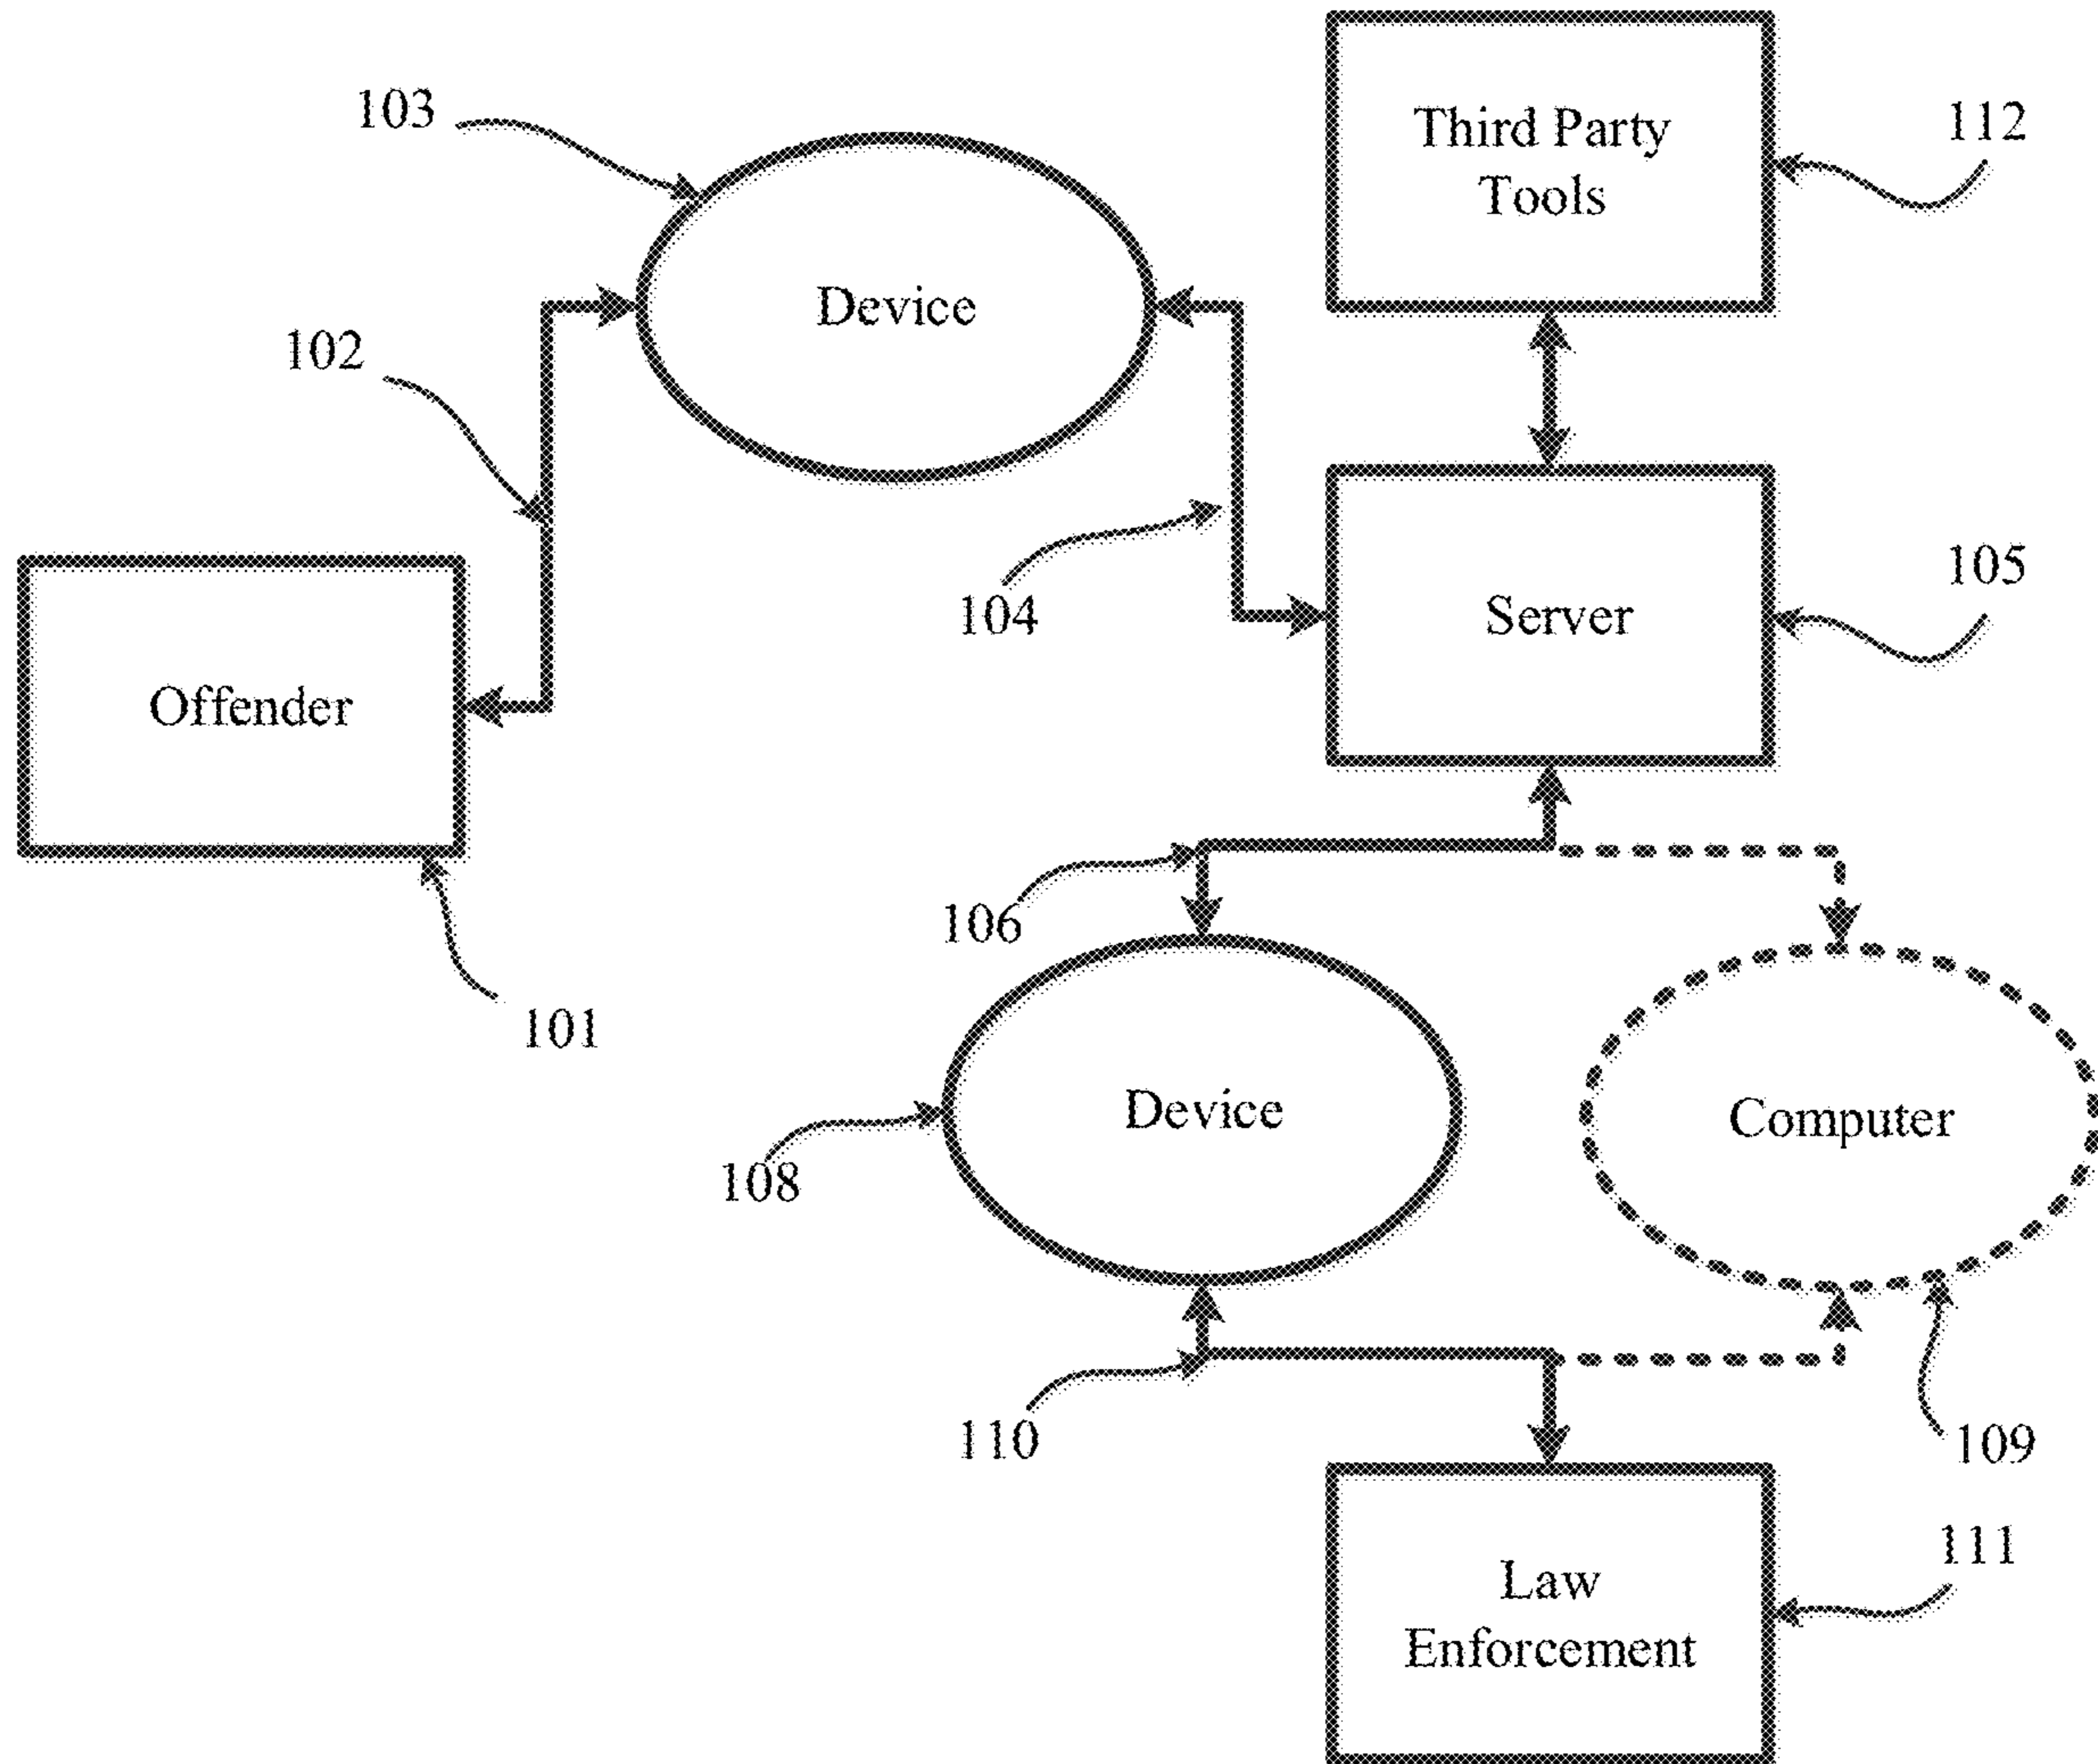 103
Third Party
Tools
112
Device
102
104
Server
105
Offender
106
101
Device
Computer
108
110
109
Law
Enforcement
111